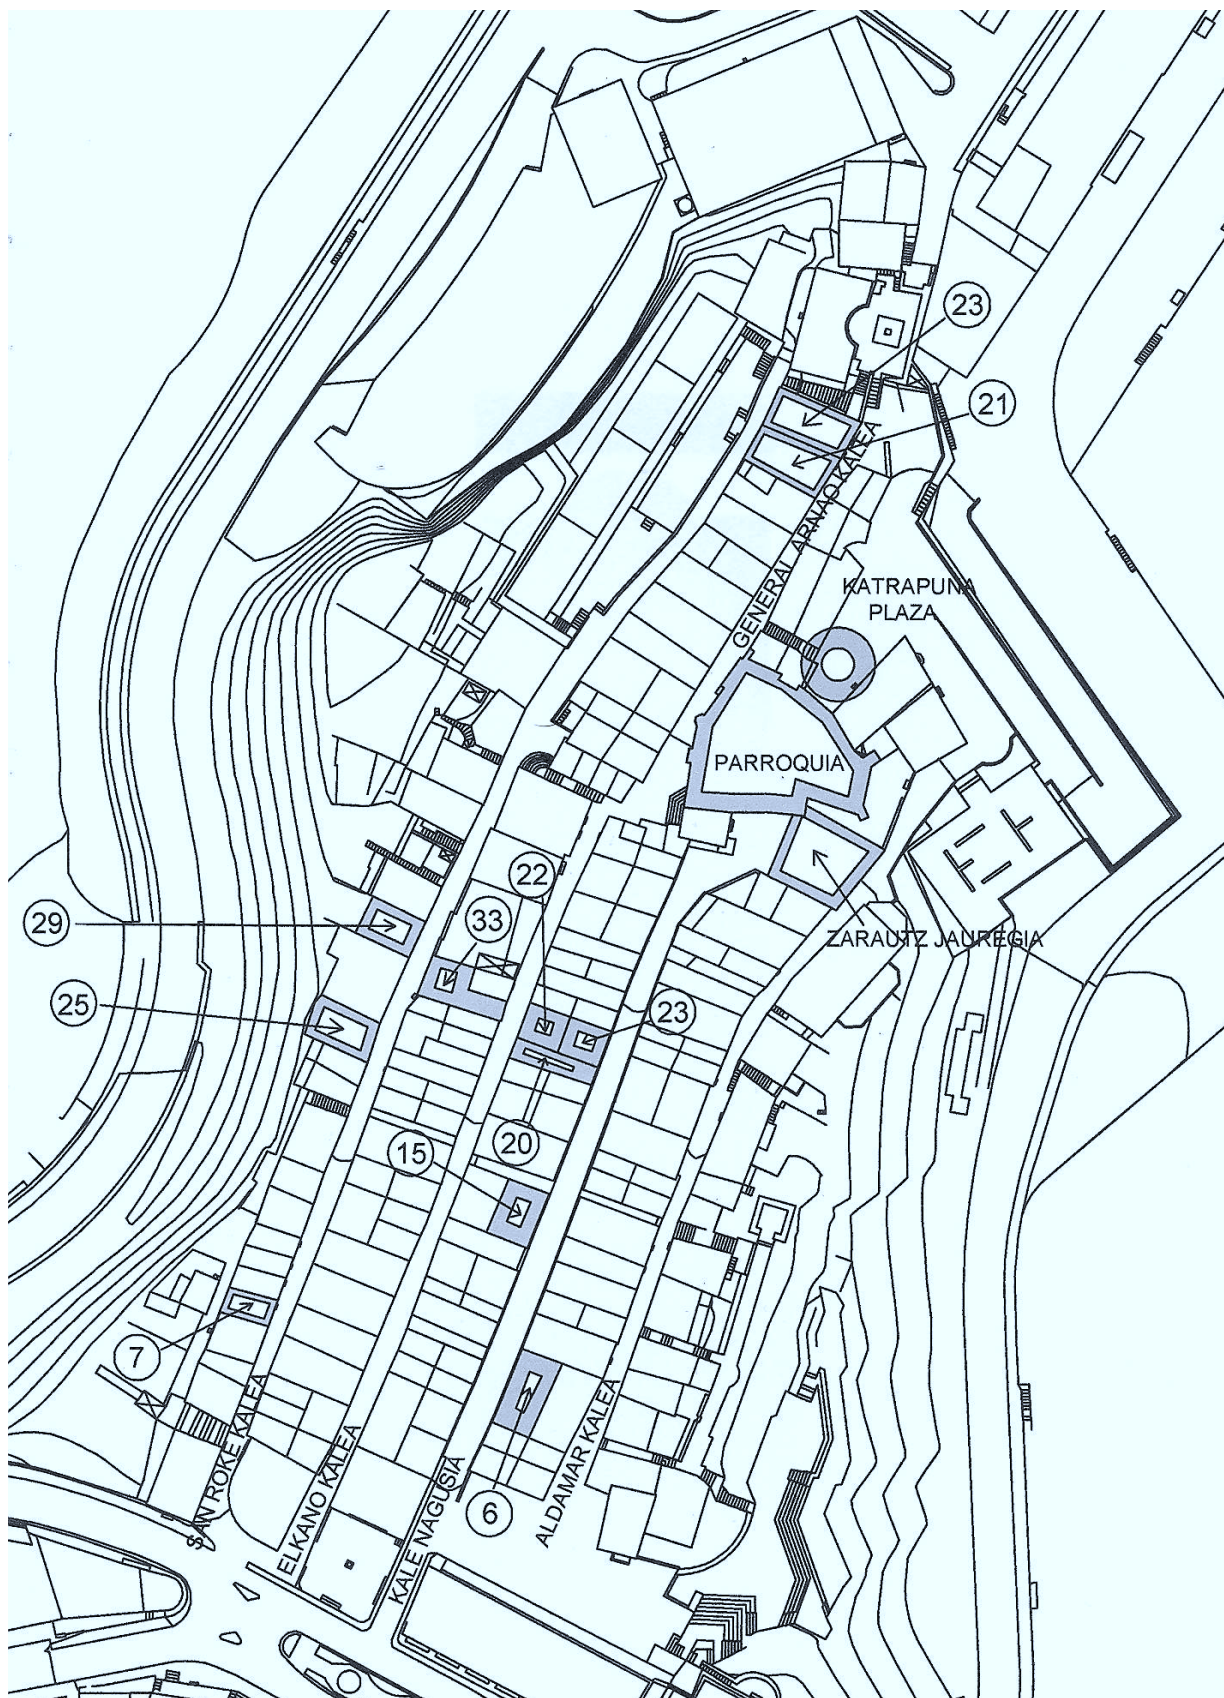 23
21
GENERAL ARNAO KALEA
KATRAPUNA
PLAZA
PARROQUIA
22
33
29
ZARAUTZ JAUREGIA
25
23
20
15
7
6
SAN ROKE KALEA
ELKANO KALEA
KALE NAGUSIA
ALDAMAR KALEA